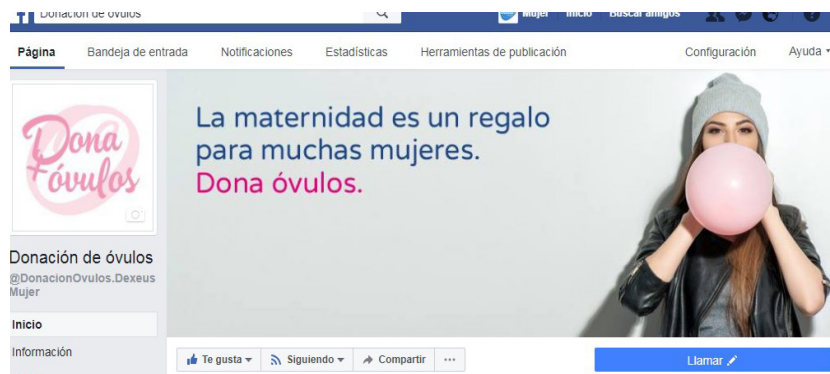 Donación de óvulos
Mujer Inicio Buscar amigos
Página Bandeja de entrada Notificaciones Estadísticas Herramientas de publicación Configuración Ayuda
La maternidad es un regalo
para muchas mujeres.
Dona óvulos.
Dona
óvulos
Donación de óvulos
@DonacionOvulos.Dexeus
Mujer
Inicio
Información
Te gusta Siguiendo Compartir ... Llamar